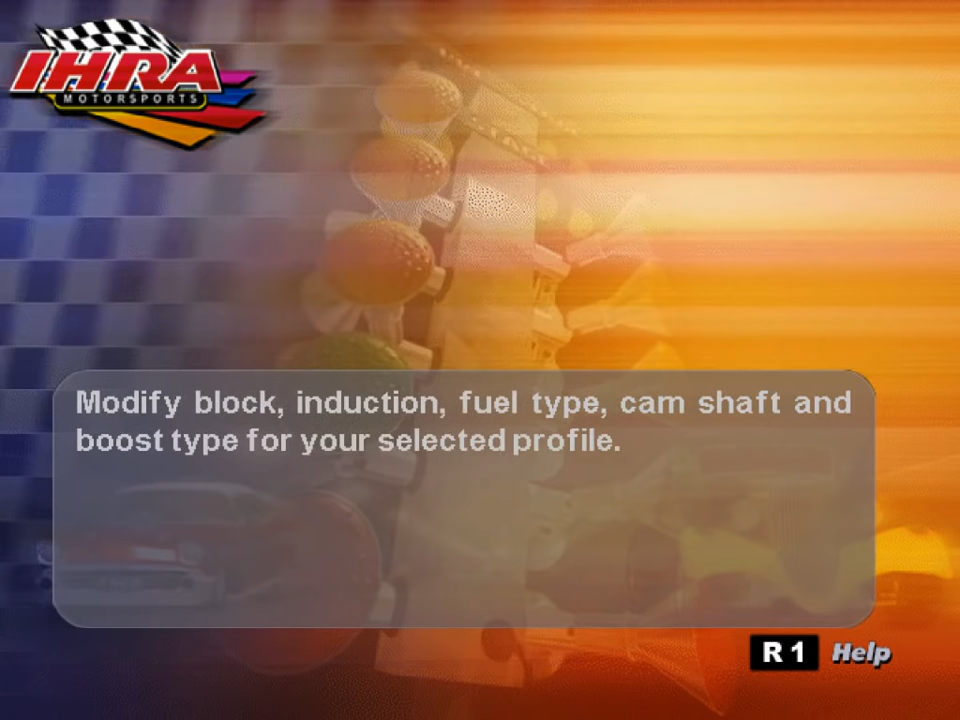 IHRA
MOTORSPORTS
Modify block, induction, fuel type, cam shaft and
boost type for your selected profile.
R1 Help